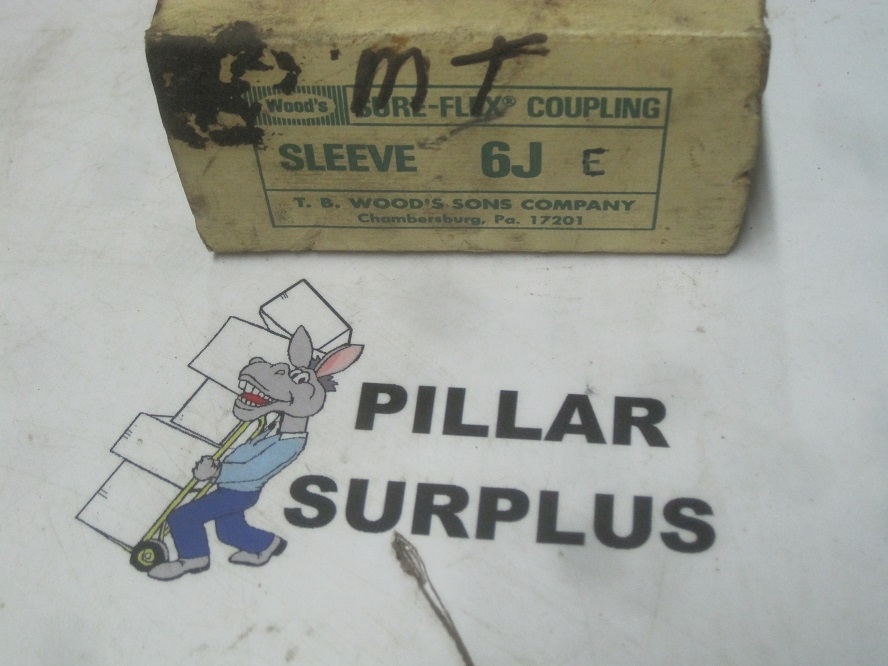 MT
Wood's SURE-FLEX® COUPLING
SLEEVE 6J E
T. B. WOOD'S SONS COMPANY
Chambersburg, Pa. 17201
PILLAR
SURPLUS